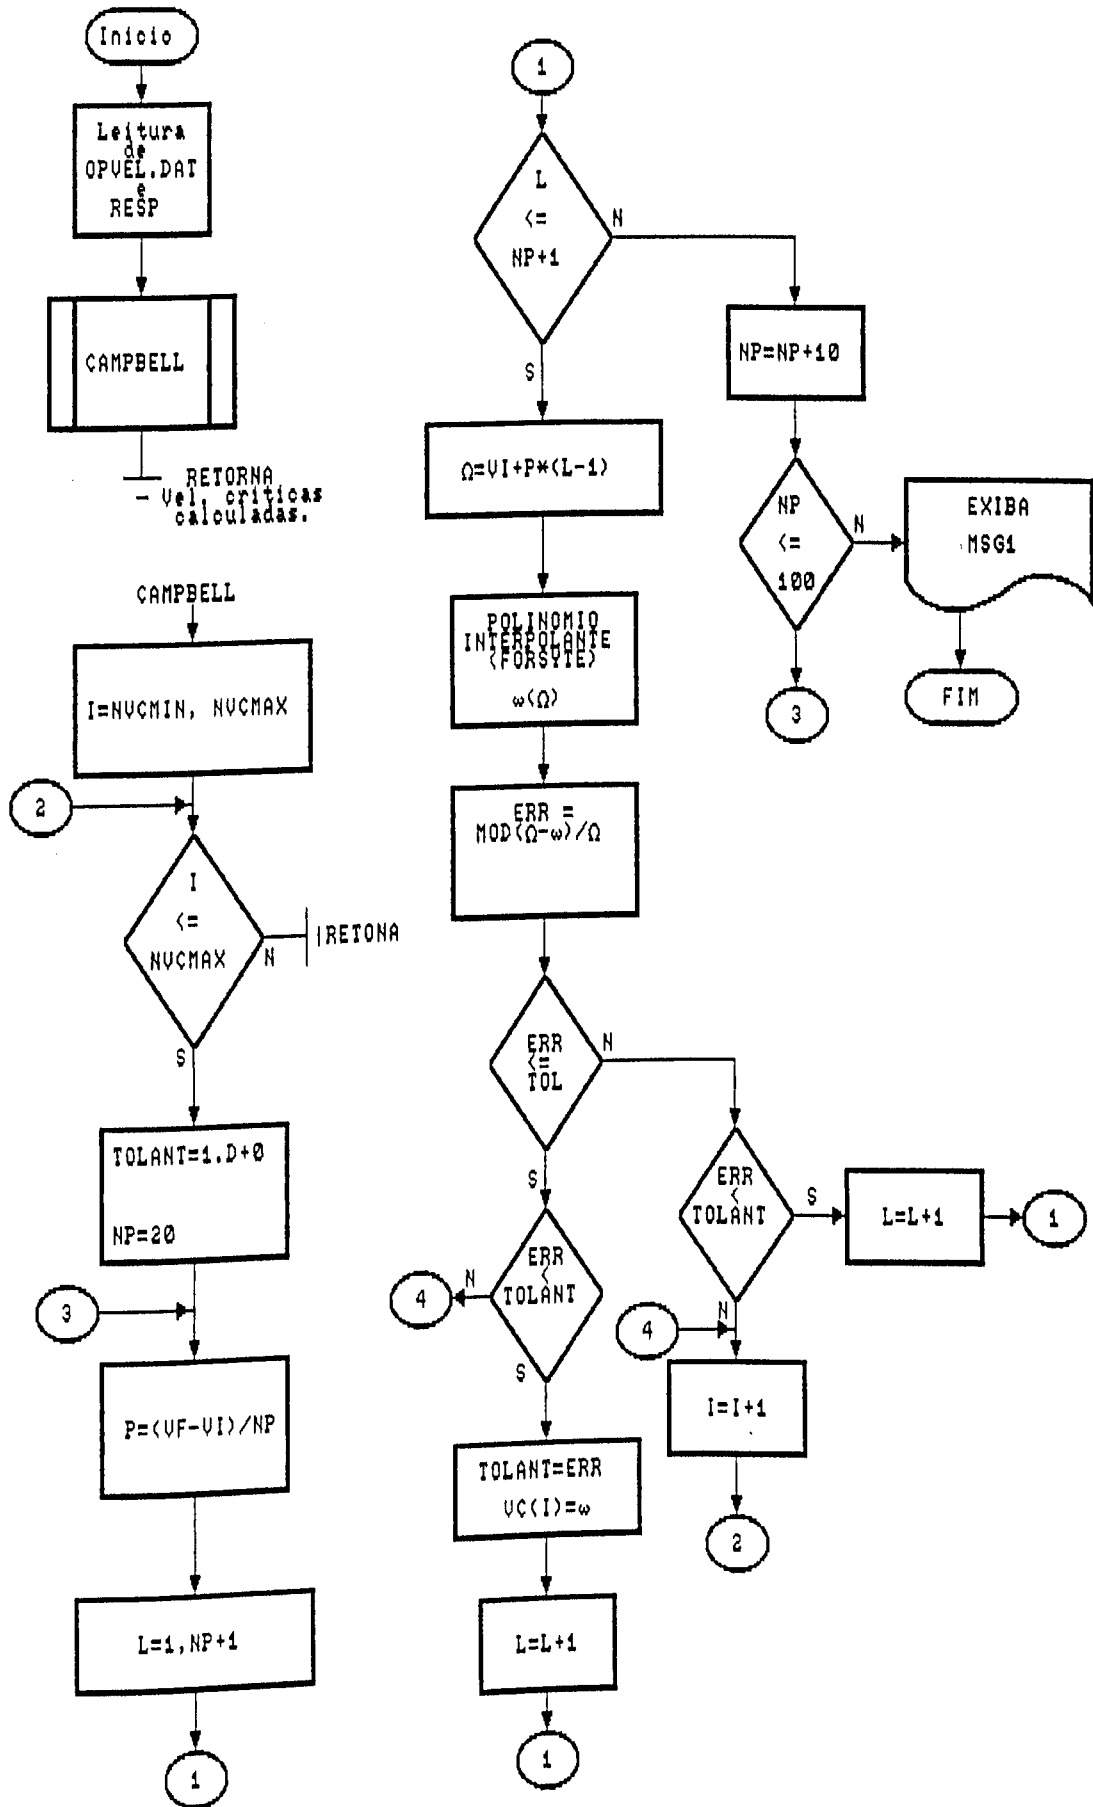 Inicio
Leitura
de
OPVEL.DAT
e
RESP
CAMPBELL
RETORNA
- Vel. criticas
calculadas.
CAMPBELL
I=NVCMIN, NVCMAX
2
I
<=
NVCMAX
N
RETONA
S
TOLANT=1.D+0
NP=20
3
P=(VF-VI)/NP
L=1,NP+1
1
1
L
<=
NP+1
N
S
NP=NP+10
NP
<=
100
N
EXIBA
MSG1
FIM
3
Ω=VI+P*(L-1)
POLINOMIO
INTERPOLANTE
(FORSYTE)
ω(Ω)
ERR =
MOD(Ω-ω)/Ω
ERR
<=
TOL
N
S
ERR
<
TOLANT
S
L=L+1
1
N
4
I=I+1
2
ERR
<
TOLANT
N
4
S
TOLANT=ERR
VC(I)=ω
L=L+1
1